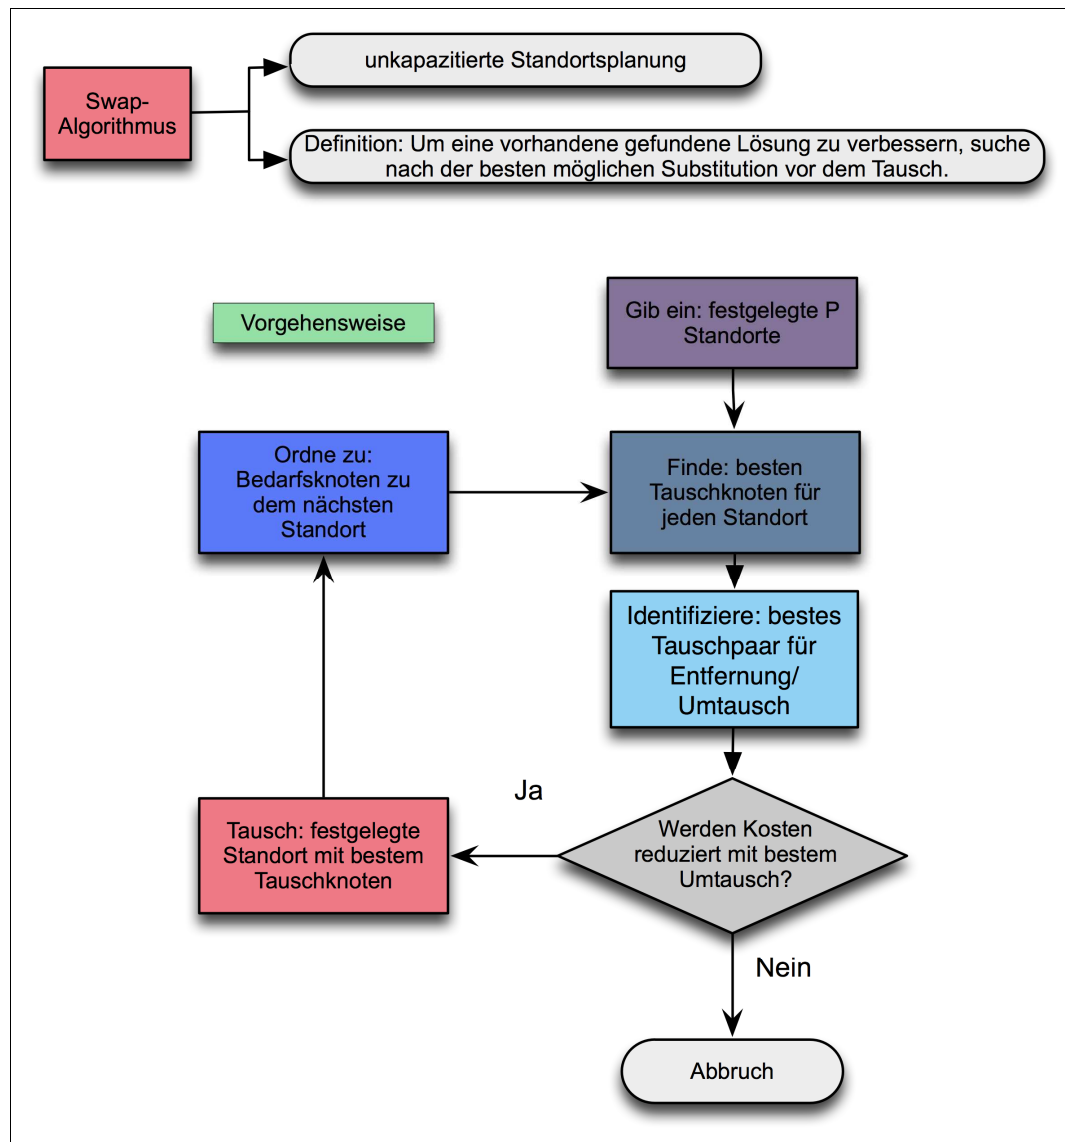 Swap-
Algorithmus
unkapazitierte Standortsplanung
Definition: Um eine vorhandene gefundene Lösung zu verbessern, suche
nach der besten möglichen Substitution vor dem Tausch.
Vorgehensweise
Gib ein: festgelegte P
Standorte
Ordne zu:
Bedarfsknoten zu
dem nächsten
Standort
Finde: besten
Tauschknoten für
jeden Standort
Identifiziere: bestes
Tauschpaar für
Entfernung/
Umtausch
Ja
Tausch: festgelegte
Standort mit bestem
Tauschknoten
Werden Kosten
reduziert mit bestem
Umtausch?
Nein
Abbruch